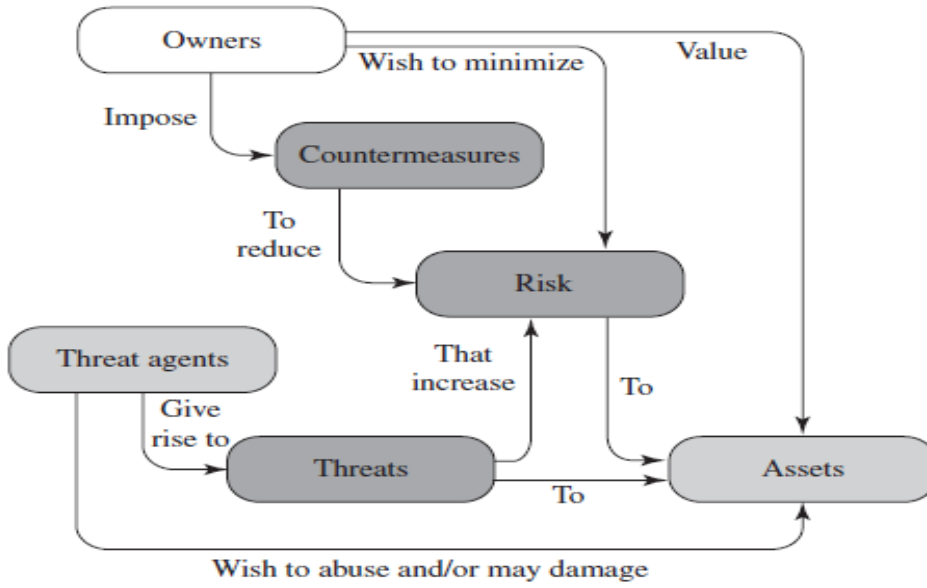 Owners
Value
Wish to minimize
Impose
Countermeasures
To
reduce
Risk
Threat agents
That
increase
To
Give
rise to
Threats
To
Assets
Wish to abuse and/or may damage